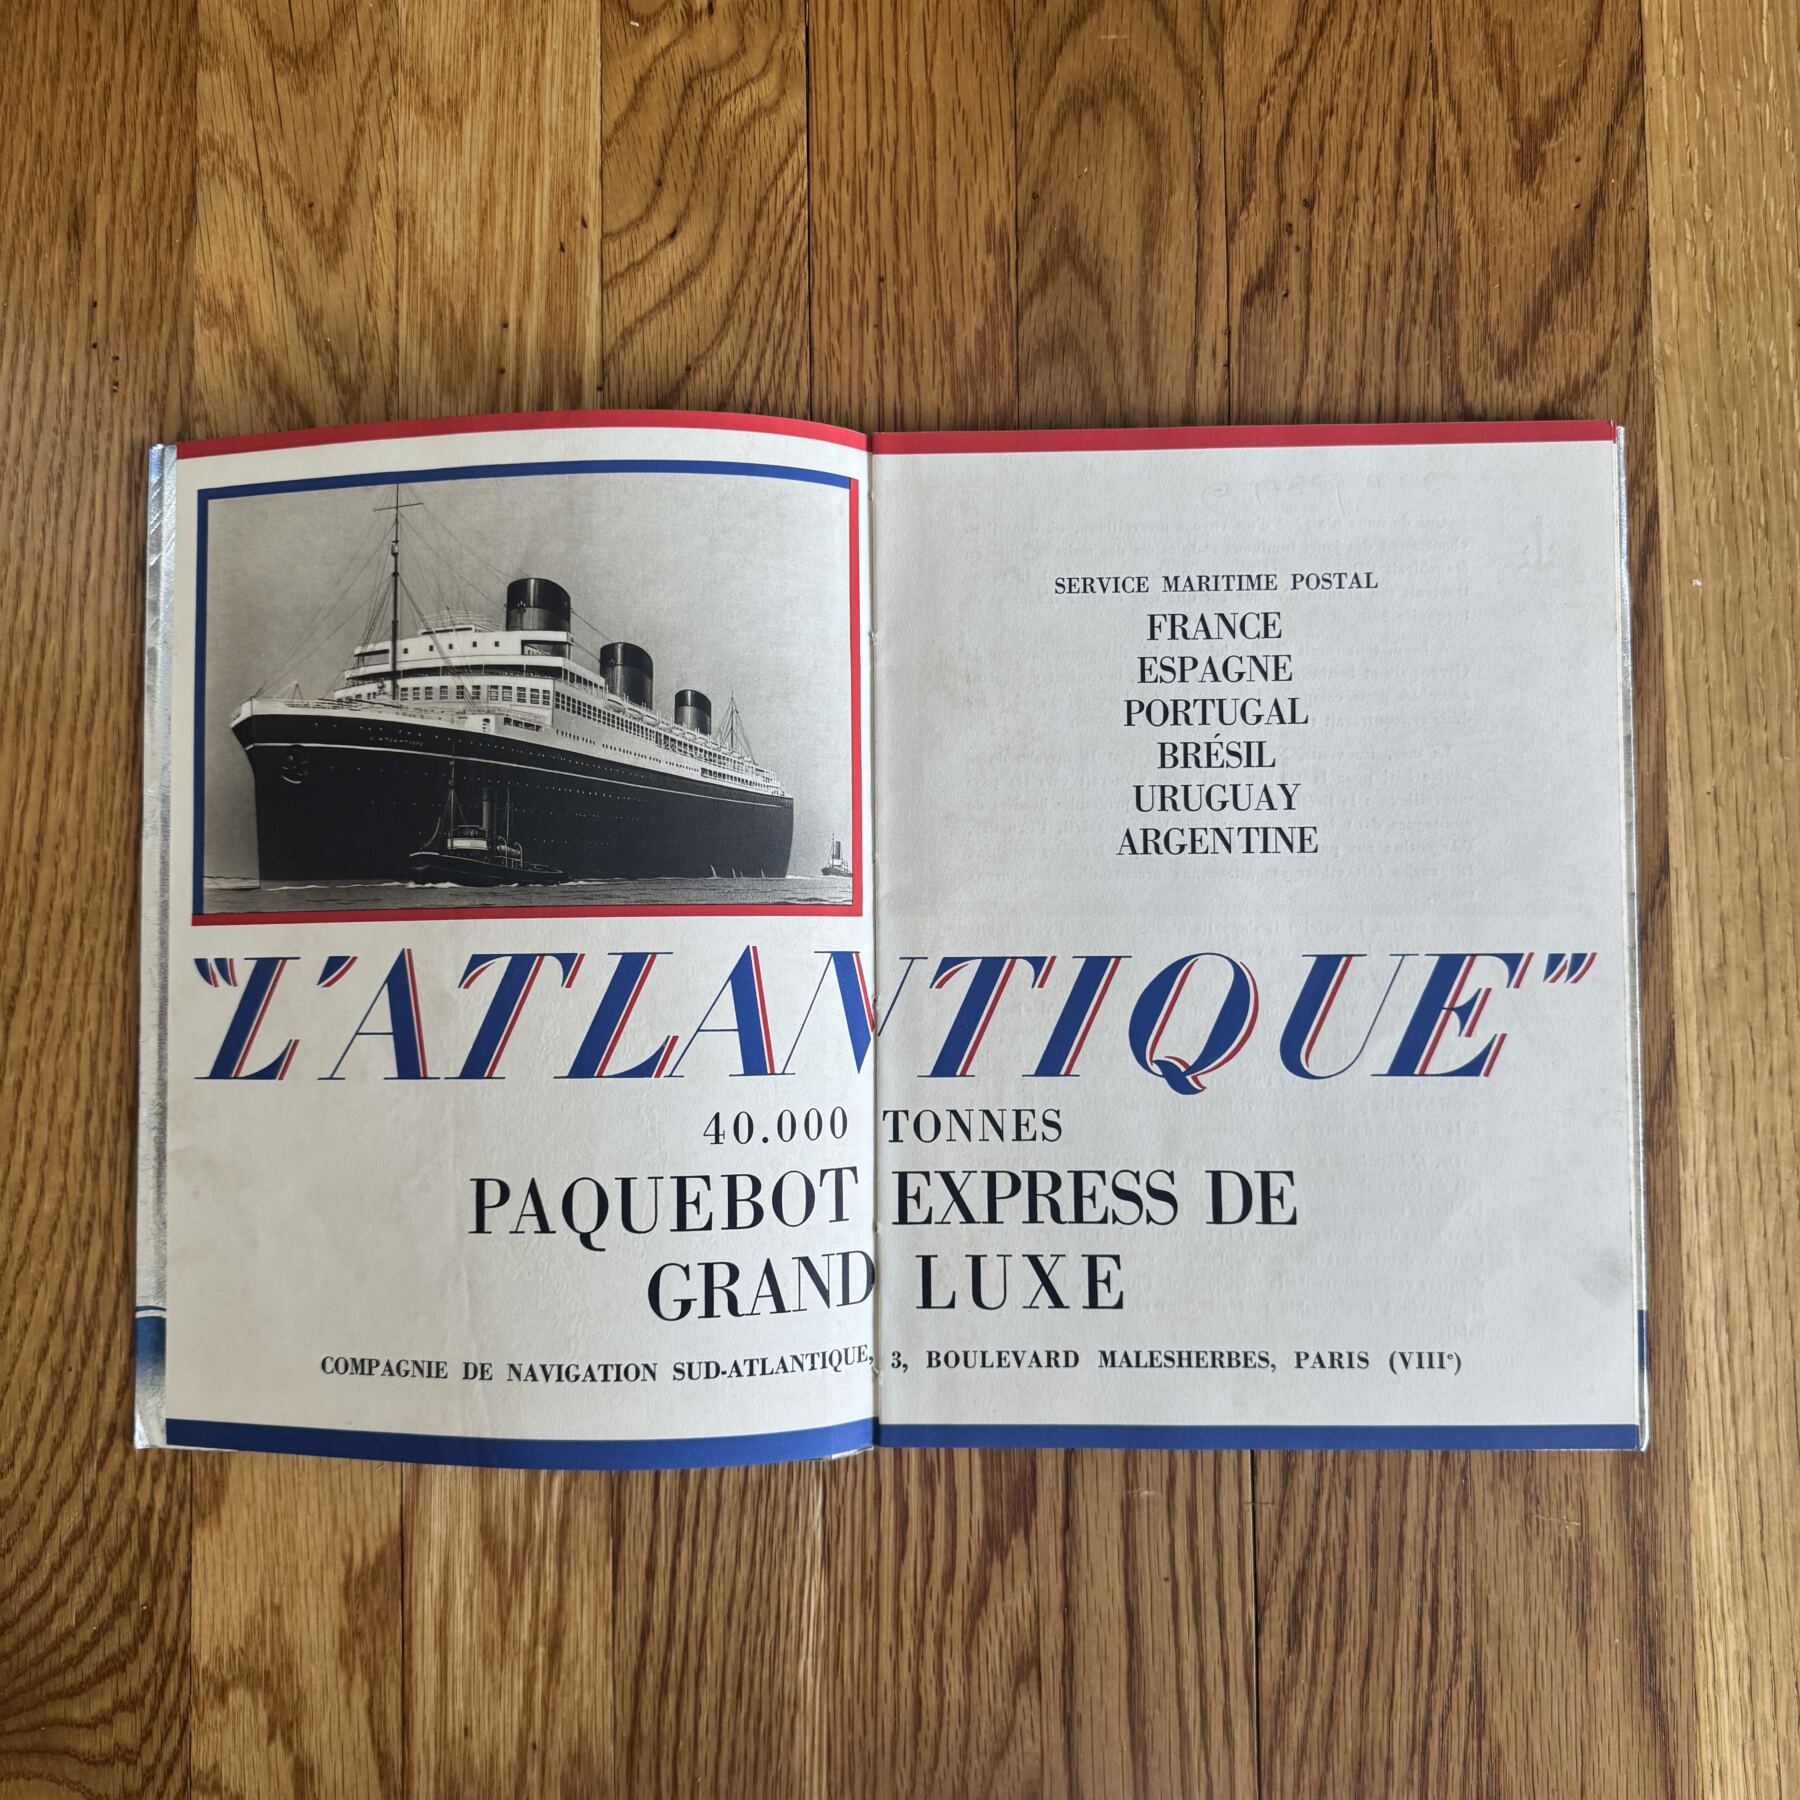 SERVICE MARITIME POSTAL
FRANCE
ESPAGNE
PORTUGAL
BRÉSIL
URUGUAY
ARGENTINE
"L'ATLANTIQUE"
40.000 TONNES
PAQUEBOT EXPRESS DE
GRAND LUXE
COMPAGNIE DE NAVIGATION SUD-ATLANTIQUE, 3, BOULEVARD MALESHERBES, PARIS (VIIIᵉ)